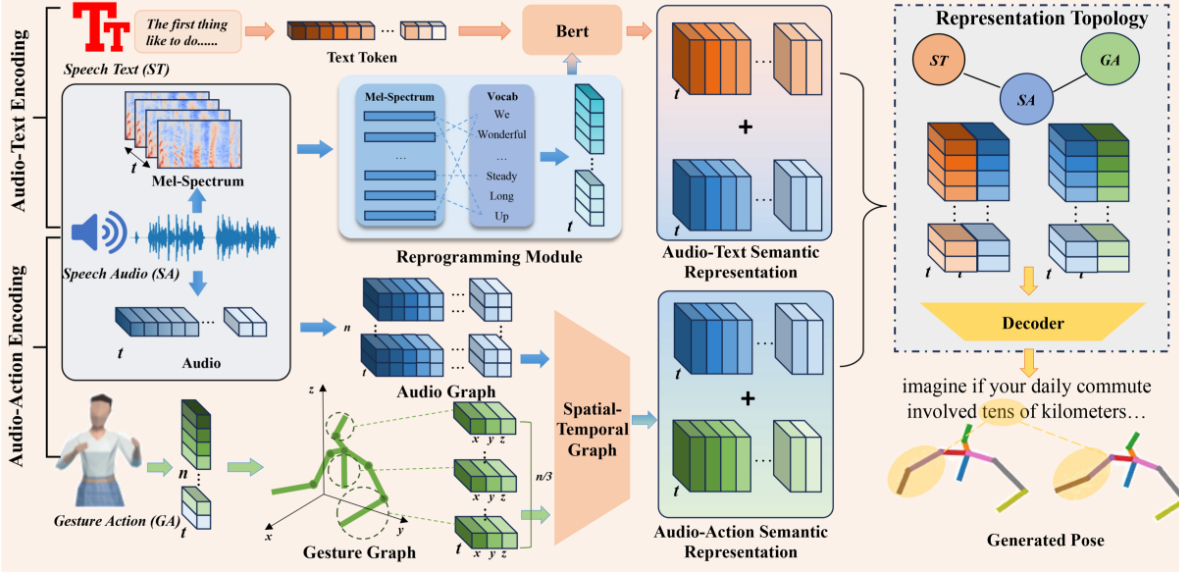 Audio-Text Encoding
Audio-Action Encoding
TT
The first thing
like to do......
Speech Text (ST)
Text Token
Bert
t
Mel-Spectrum
Speech Audio (SA)
t
Audio
Mel-Spectrum
...
Vocab
We
Wonderful
...
Steady
Long
Up
t
Reprogramming Module
n
t
Audio Graph
Gesture Action (GA)
n
t
z
x
y
Gesture Graph
x y z
x y z
t
x y z
n/3
Spatial-
Temporal
Graph
t
+
t
Audio-Text Semantic
Representation
t
+
t
Audio-Action Semantic
Representation
Representation Topology
ST
SA
GA
t
t
t
t
Decoder
imagine if your daily commute
involved tens of kilometers...
Generated Pose